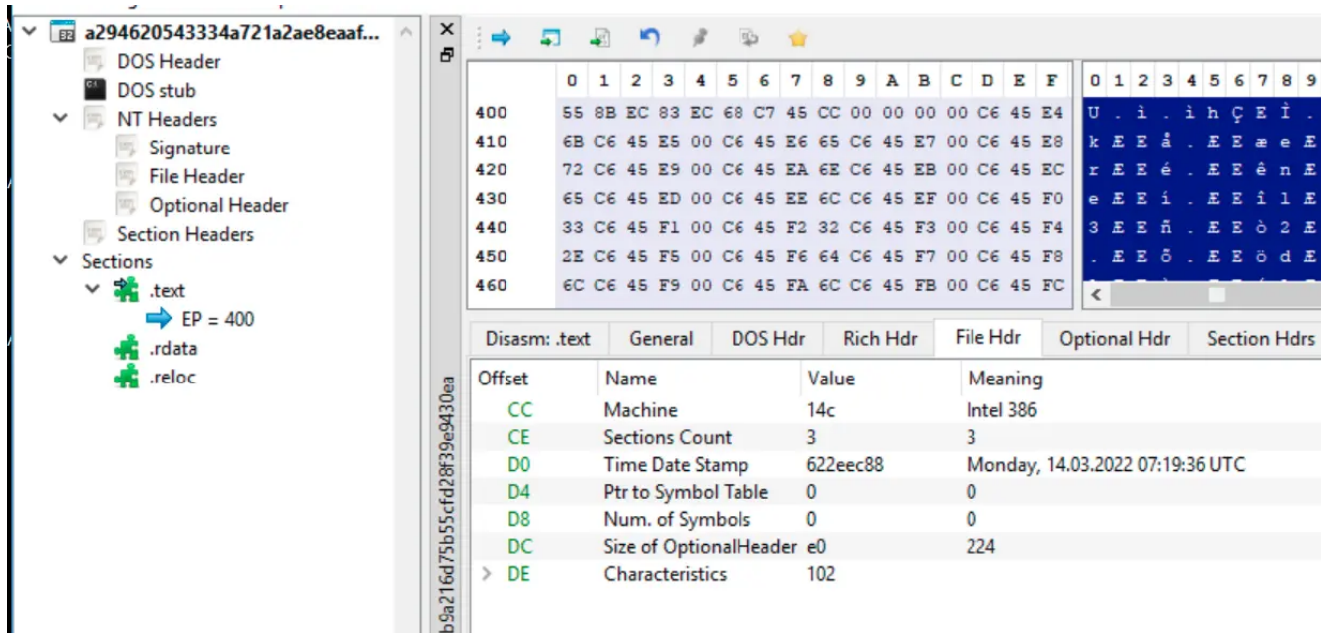 a294620543334a721a2ae8eaaf...
DOS Header
DOS stub
NT Headers
Signature
File Header
Optional Header
Section Headers
Sections
.text
EP = 400
.rdata
.reloc
b9a216d75b55cfd28f39e9430ea
0 1 2 3 4 5 6 7 8 9 A B C D E F
400 55 8B EC 83 EC 68 C7 45 CC 00 00 00 00 C6 45 E4
410 6B C6 45 E5 00 C6 45 E6 65 C6 45 E7 00 C6 45 E8
420 72 C6 45 E9 00 C6 45 EA 6E C6 45 EB 00 C6 45 EC
430 65 C6 45 ED 00 C6 45 EE 6C C6 45 EF 00 C6 45 F0
440 33 C6 45 F1 00 C6 45 F2 32 C6 45 F3 00 C6 45 F4
450 2E C6 45 F5 00 C6 45 F6 64 C6 45 F7 00 C6 45 F8
460 6C C6 45 F9 00 C6 45 FA 6C C6 45 FB 00 C6 45 FC
0 1 2 3 4 5 6 7 8 9
U . ì . ì h Ç E Ì .
k Æ E å . Æ E æ e Æ
r Æ E é . Æ E ê n Æ
e Æ E í . Æ E î l Æ
3 Æ E ñ . Æ E ò 2 Æ
. Æ E õ . Æ E ö d Æ
Disasm: .text General DOS Hdr Rich Hdr File Hdr Optional Hdr Section Hdrs
Offset Name Value Meaning
CC Machine 14c Intel 386
CE Sections Count 3 3
D0 Time Date Stamp 622eec88 Monday, 14.03.2022 07:19:36 UTC
D4 Ptr to Symbol Table 0 0
D8 Num. of Symbols 0 0
DC Size of OptionalHeader e0 224
DE Characteristics 102